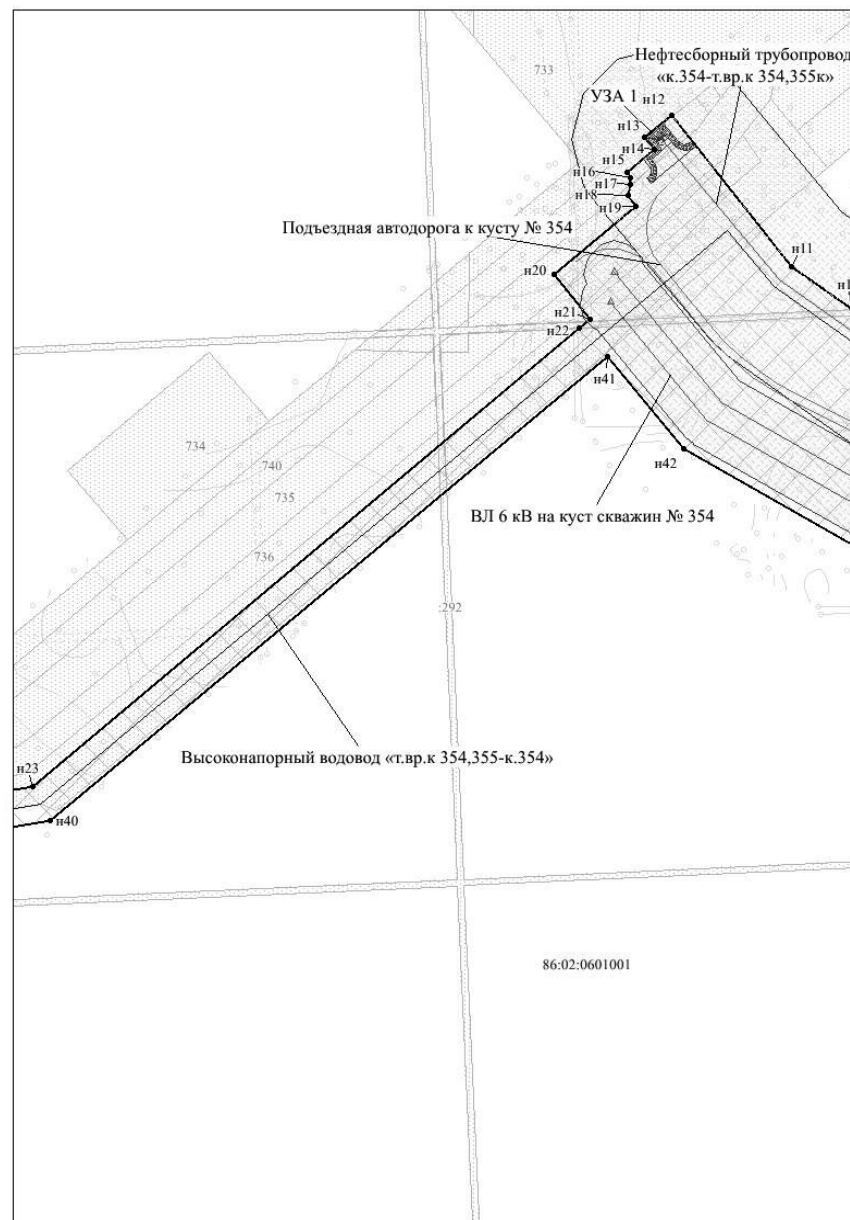 Нефтесборный трубопровод
«к.354-т.вр.к 354,355к»
733
УЗА 1
н12
н13
н14
н15
н16
н17
н18
н19
Подъездная автодорога к кусту № 354
н11
н20
н21
н22
н41
н42
734
740
735
ВЛ 6 кВ на куст скважин № 354
736
:292
Высоконапорный водовод «т.вр.к 354,355-к.354»
н23
н40
86:02:0601001